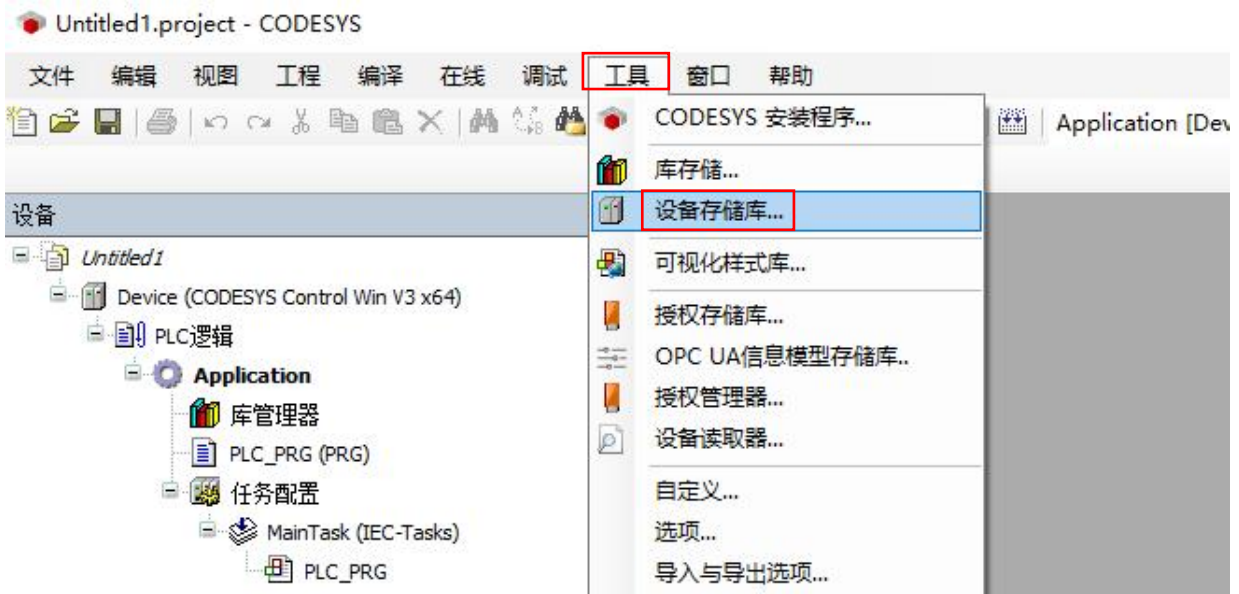 Untitled1.project - CODESYS
文件 编辑 视图 工程 编译 在线 调试 工具 窗口 帮助
Application [Dev
CODESYS 安装程序...
库存储...
设备存储库...
可视化样式库...
授权存储库...
OPC UA信息模型存储库..
授权管理器...
设备读取器...
自定义...
选项...
导入与导出选项...
设备
Untitled1
Device (CODESYS Control Win V3 x64)
PLC逻辑
Application
库管理器
PLC_PRG (PRG)
任务配置
MainTask (IEC-Tasks)
PLC_PRG